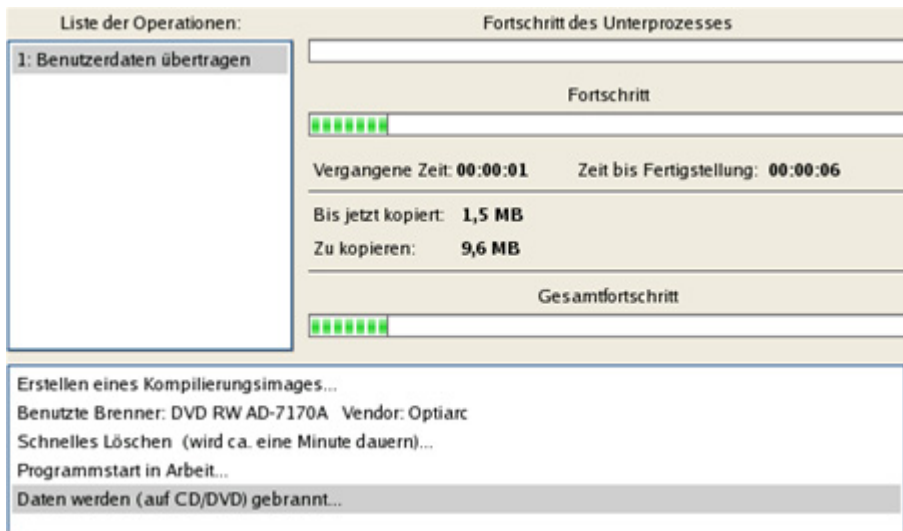 Liste der Operationen:
1: Benutzerdaten übertragen
Fortschritt des Unterprozesses
Fortschritt
Vergangene Zeit: 00:00:01 Zeit bis Fertigstellung: 00:00:06
Bis jetzt kopiert: 1,5 MB
Zu kopieren: 9,6 MB
Gesamtfortschritt
Erstellen eines Kompilierungsimages...
Benutzte Brenner: DVD RW AD-7170A Vendor: Optiarc
Schnelles Löschen (wird ca. eine Minute dauern)...
Programmstart in Arbeit...
Daten werden (auf CD/DVD) gebrannt...